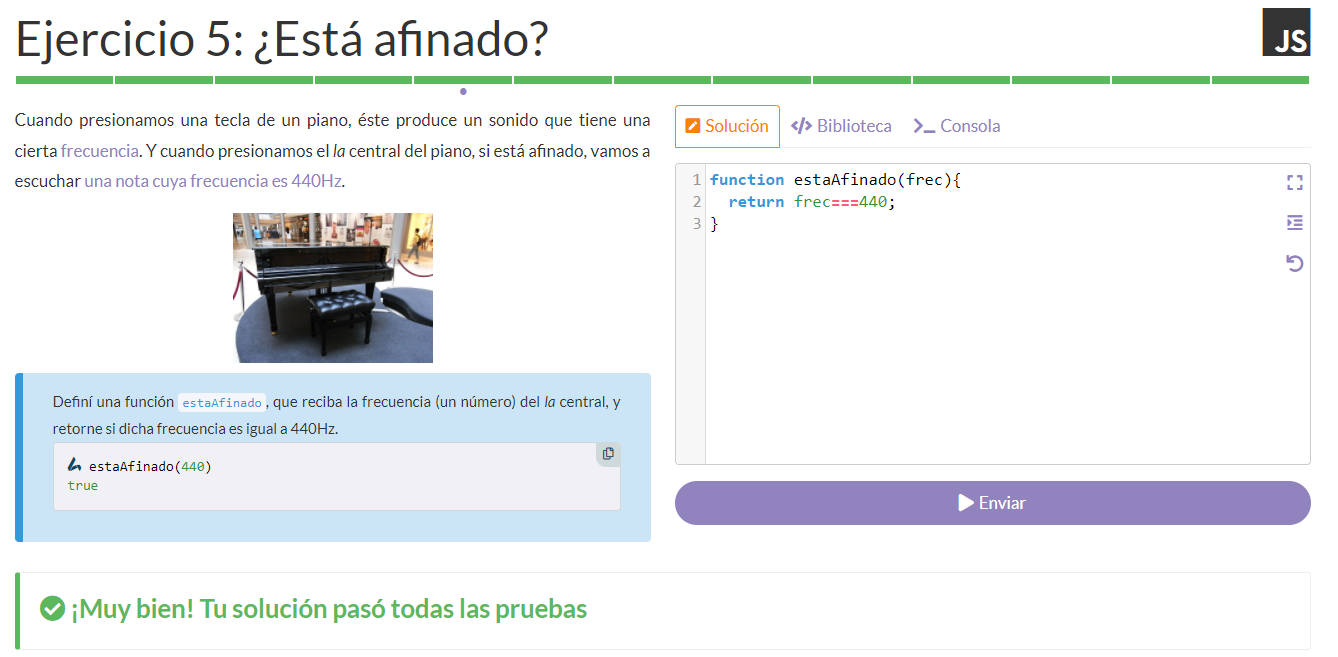 Ejercicio 5: ¿Está afinado?
JS
Cuando presionamos una tecla de un piano, éste produce un sonido que tiene una
cierta frecuencia. Y cuando presionamos el la central del piano, si está afinado, vamos a
escuchar una nota cuya frecuencia es 440Hz.
Definí una función estaAfinado, que reciba la frecuencia (un número) del la central, y
retorne si dicha frecuencia es igual a 440Hz.
estaAfinado(440)
true
Solución
</> Biblioteca
>_ Consola
1 function estaAfinado(frec){
2   return frec===440;
3 }
Enviar
¡Muy bien! Tu solución pasó todas las pruebas